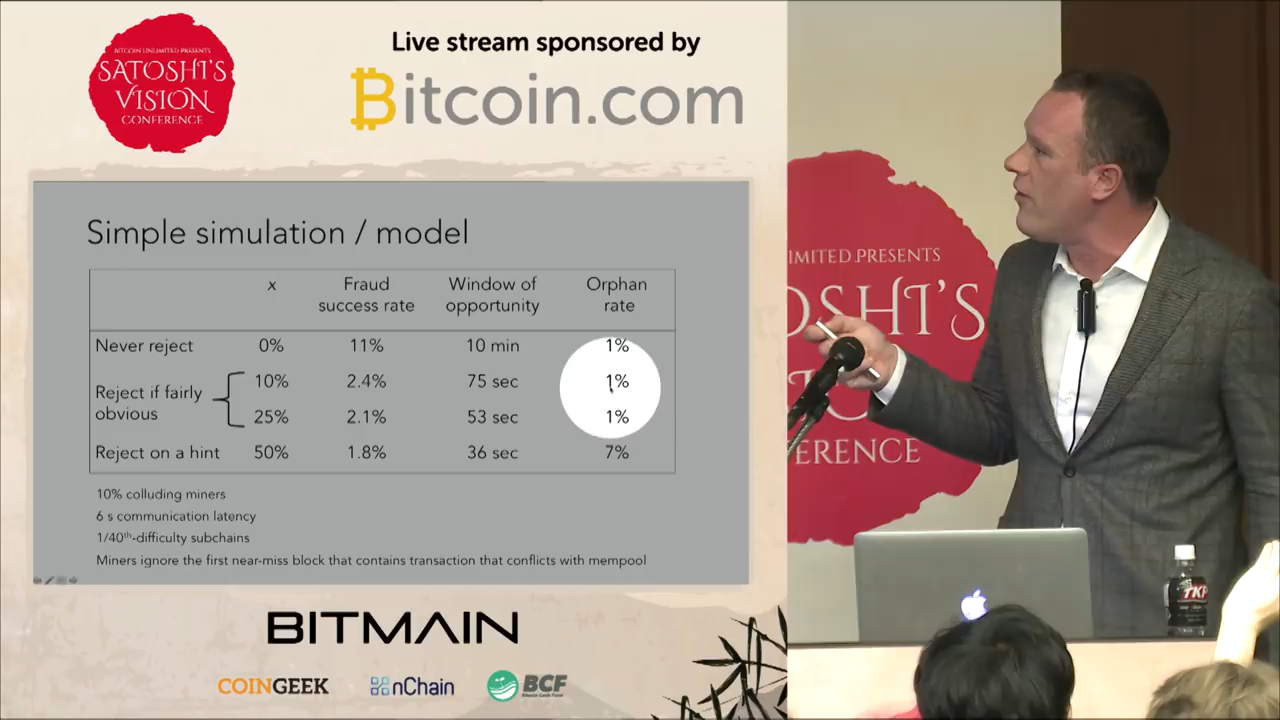 BITCOIN UNLIMITED PRESENTS
SATOSHI'S
VISION
CONFERENCE
Live stream sponsored by
Bitcoin.com
Simple simulation / model
x Fraud success rate Window of opportunity Orphan rate
Never reject 0% 11% 10 min 1%
Reject if fairly obvious
10% 2.4% 75 sec 1%
25% 2.1% 53 sec 1%
Reject on a hint 50% 1.8% 36 sec 7%
10% colluding miners
6 s communication latency
1/40th-difficulty subchains
Miners ignore the first near-miss block that contains transaction that conflicts with mempool
BITMAIN
COINGEEK
nChain
BCF
IMITED PRESENTS
OSHI'S
ERENCE
TKP